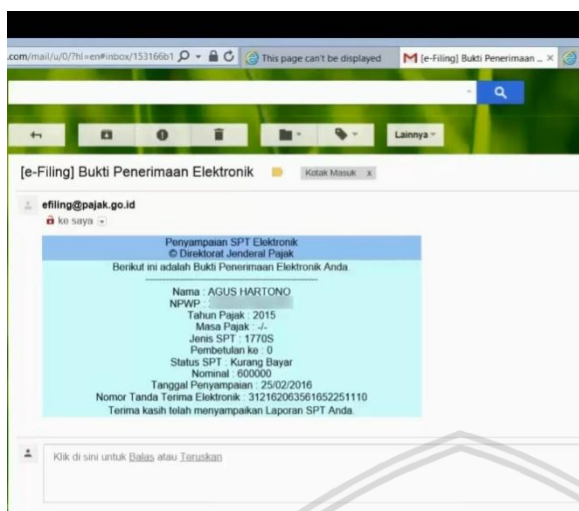 .com/mail/u/0/?hl=en#inbox/153166b1
This page can't be displayed
[e-Filing] Bukti Penerimaan ...
Lainnya
[e-Filing] Bukti Penerimaan Elektronik
Kotak Masuk x
efiling@pajak.go.id
ke saya
Penyampaian SPT Elektronik
© Direktorat Jenderal Pajak
Berikut ini adalah Bukti Penerimaan Elektronik Anda.
Nama : AGUS HARTONO
NPWP :
Tahun Pajak : 2015
Masa Pajak : -/-
Jenis SPT : 1770S
Pembetulan ke : 0
Status SPT : Kurang Bayar
Nominal : 600000
Tanggal Penyampaian : 25/02/2016
Nomor Tanda Terima Elektronik : 312162063561652251110
Terima kasih telah menyampaikan Laporan SPT Anda.
Klik di sini untuk Balas atau Teruskan